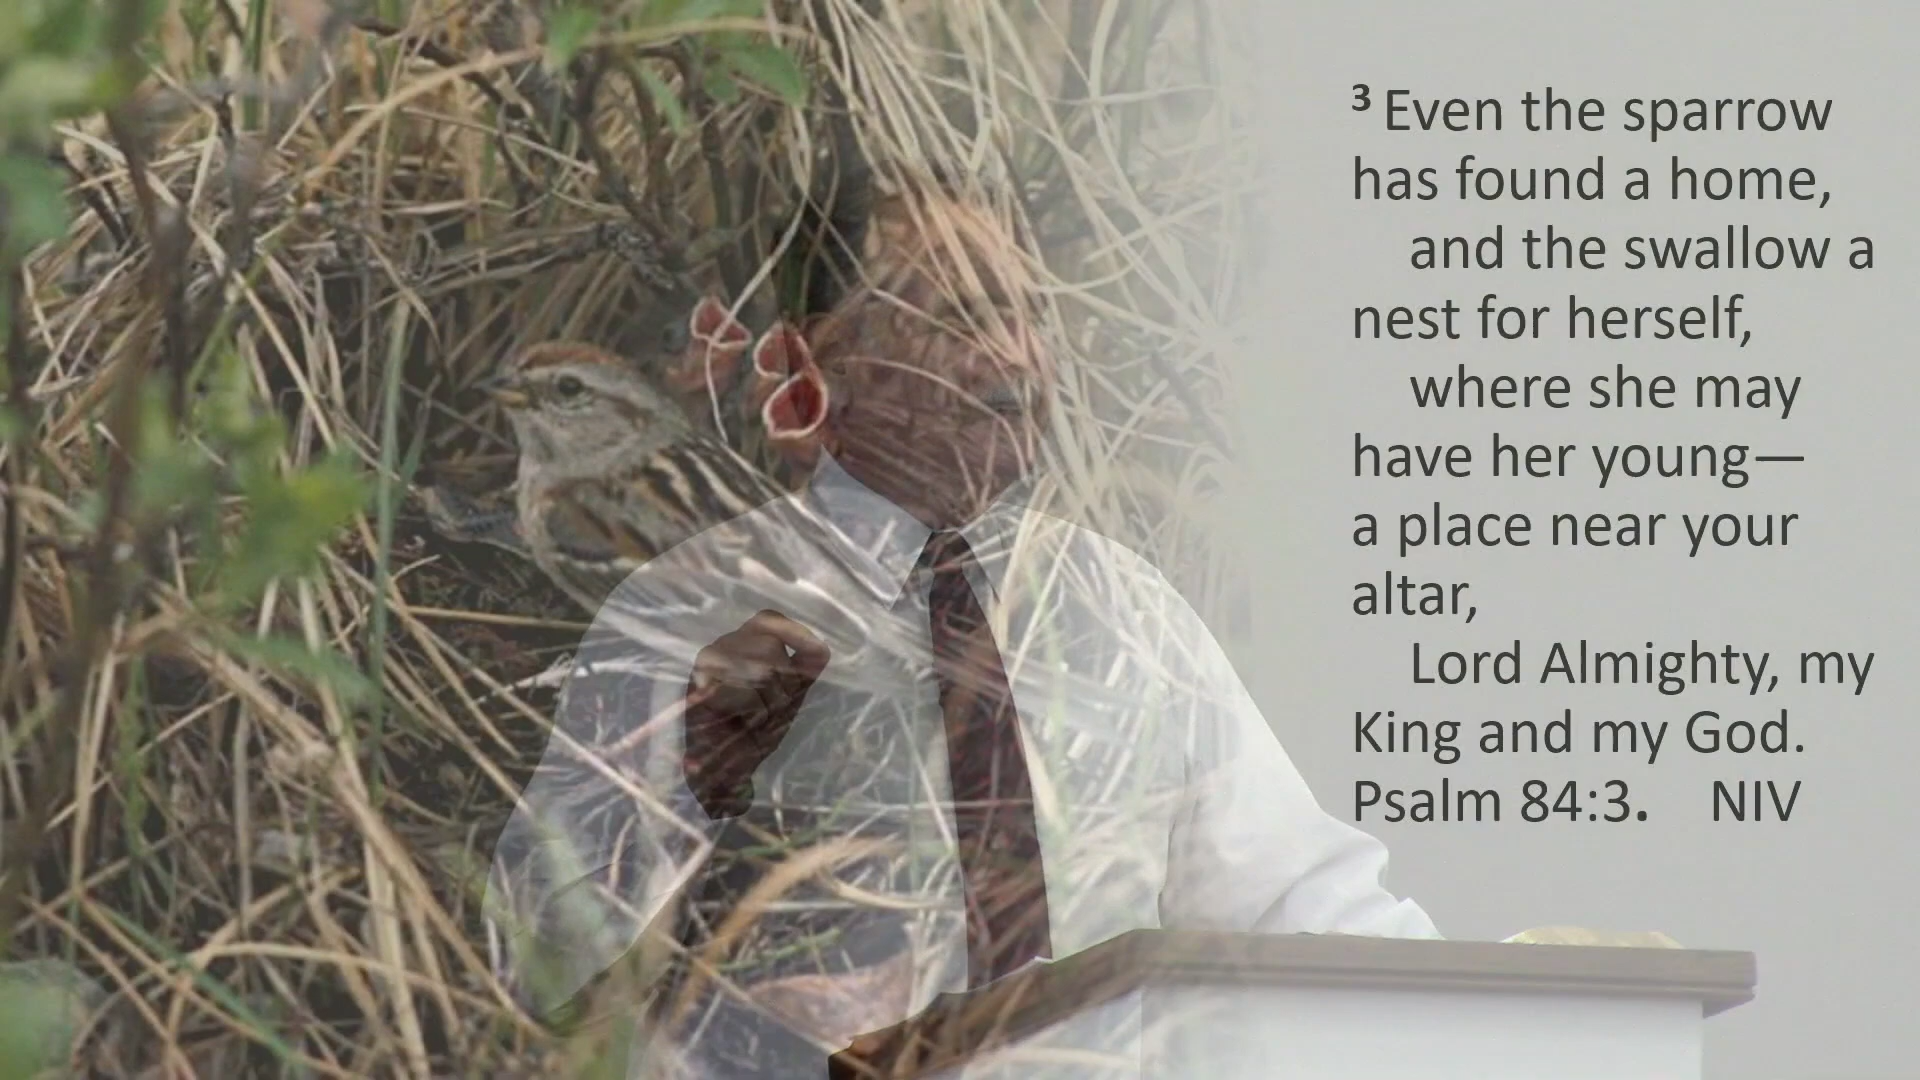 3 Even the sparrow
has found a home,
and the swallow a
nest for herself,
where she may
have her young—
a place near your
altar,
Lord Almighty, my
King and my God.
Psalm 84:3. NIV